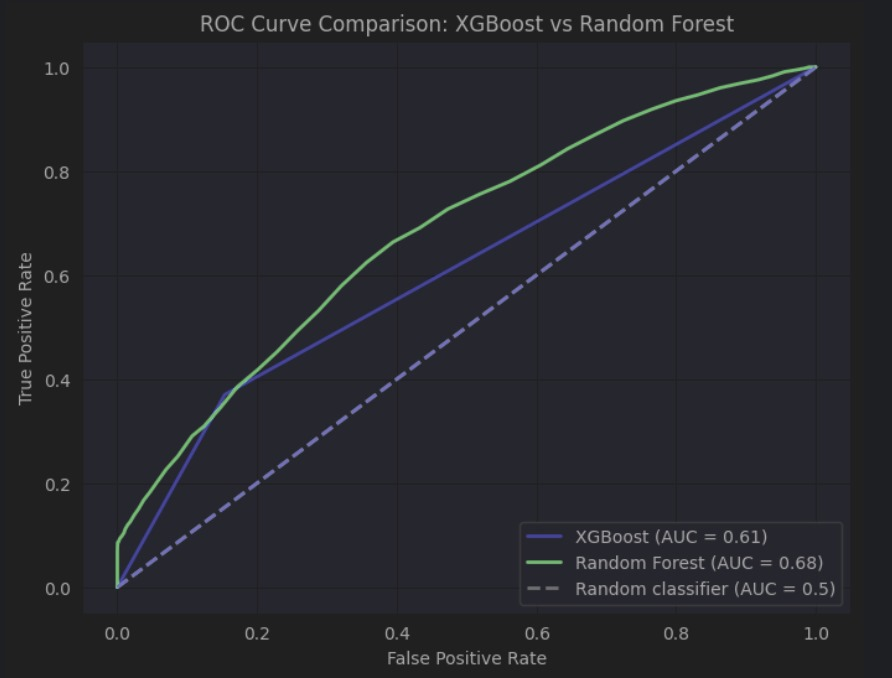 ROC Curve Comparison: XGBoost vs Random Forest
1.0
0.8
0.6
0.4
0.2
0.0
True Positive Rate
XGBoost (AUC = 0.61)
Random Forest (AUC = 0.68)
Random classifier (AUC = 0.5)
0.0 0.2 0.4 0.6 0.8 1.0
False Positive Rate